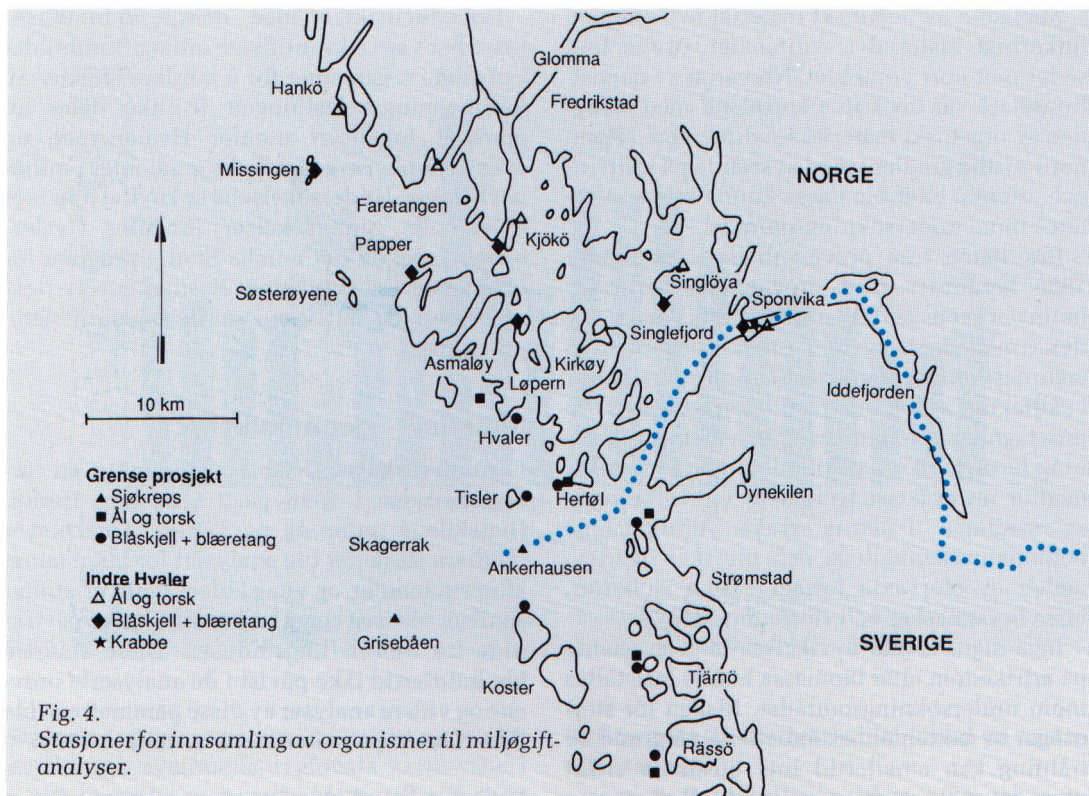 Glomma
Hankö
Fredrikstad
Missingen
NORGE
Faretangen
Kjökö
Papper
Singlöya
Søsterøyene
Sponvika
Singlefjord
Asmaløy
Kirkøy
Løpern
Iddefjorden
10 km
Hvaler
Grense prosjekt
Sjøkreps
Ål og torsk
Blåskjell + blæretang
Tisler
Herføl
Dynekilen
Skagerrak
Ankerhausen
Strømstad
Indre Hvaler
Ål og torsk
Blåskjell + blæretang
Krabbe
Grisebåen
SVERIGE
Koster
Tjärnö
Rässö
Fig. 4.
Stasjoner for innsamling av organismer til miljøgift-
analyser.